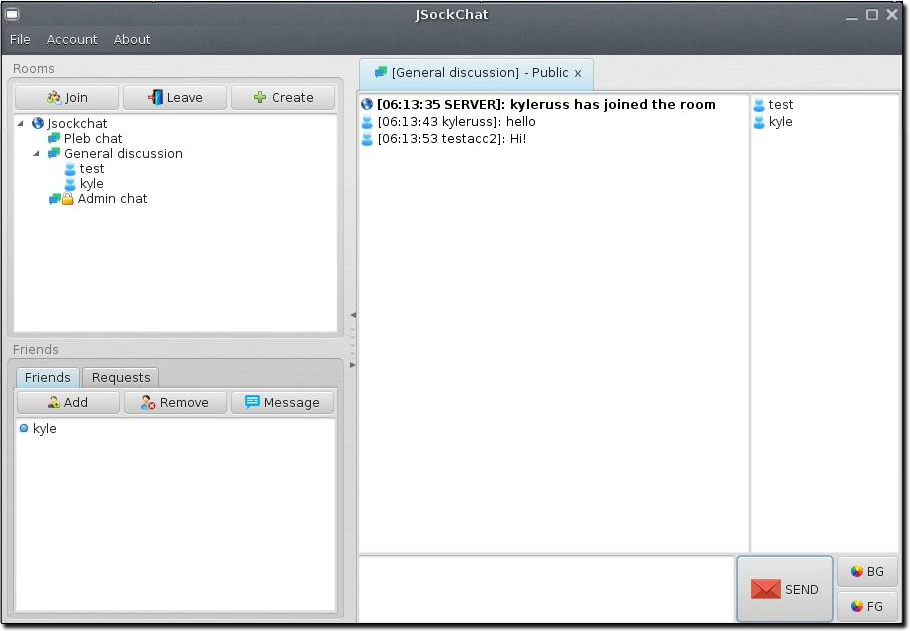 JSockChat
File Account About
Rooms
Join Leave Create
Jsockchat
Pleb chat
General discussion
test
kyle
Admin chat
Friends
Friends Requests
Add Remove Message
kyle
[General discussion] - Public x
[06:13:35 SERVER]: kyleruss has joined the room
[06:13:43 kyleruss]: hello
[06:13:53 testacc2]: Hi!
test
kyle
SEND
BG
FG